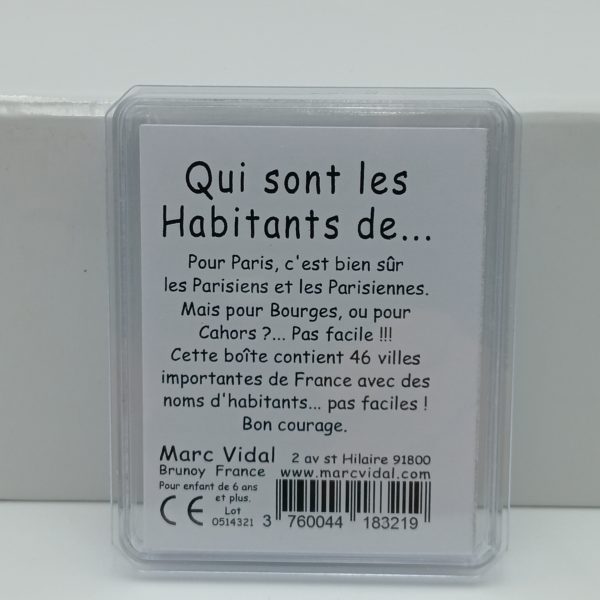 Qui sont les
Habitants de...
Pour Paris, c'est bien sûr
les Parisiens et les Parisiennes.
Mais pour Bourges, ou pour
Cahors ?... Pas facile !!!
Cette boîte contient 46 villes
importantes de France avec des
noms d'habitants... pas faciles !
Bon courage.
Marc Vidal 2 av st Hilaire 91800
Brunoy France www.marcvidal.com
Pour enfant de 6 ans
et plus.
Lot
0514321
CE
3 760044 183219